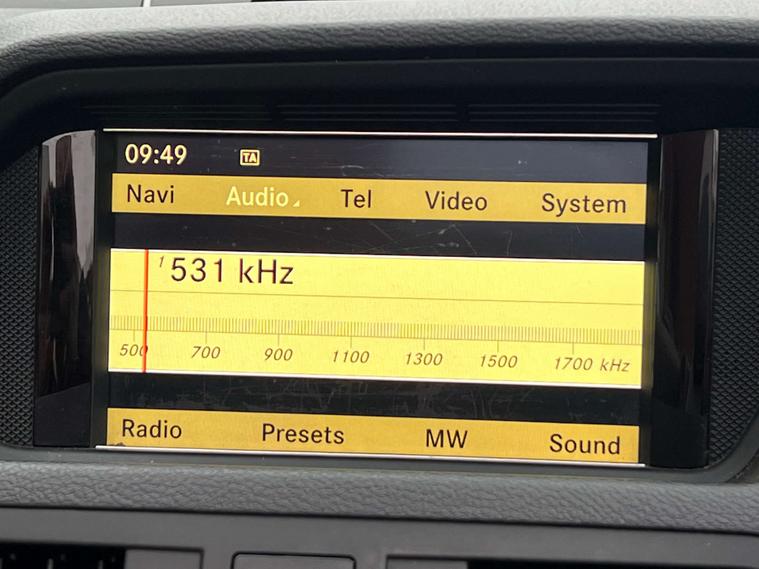 09:49 TA
Navi Audio Tel Video System
1 531 kHz
500 700 900 1100 1300 1500 1700 kHz
Radio Presets MW Sound